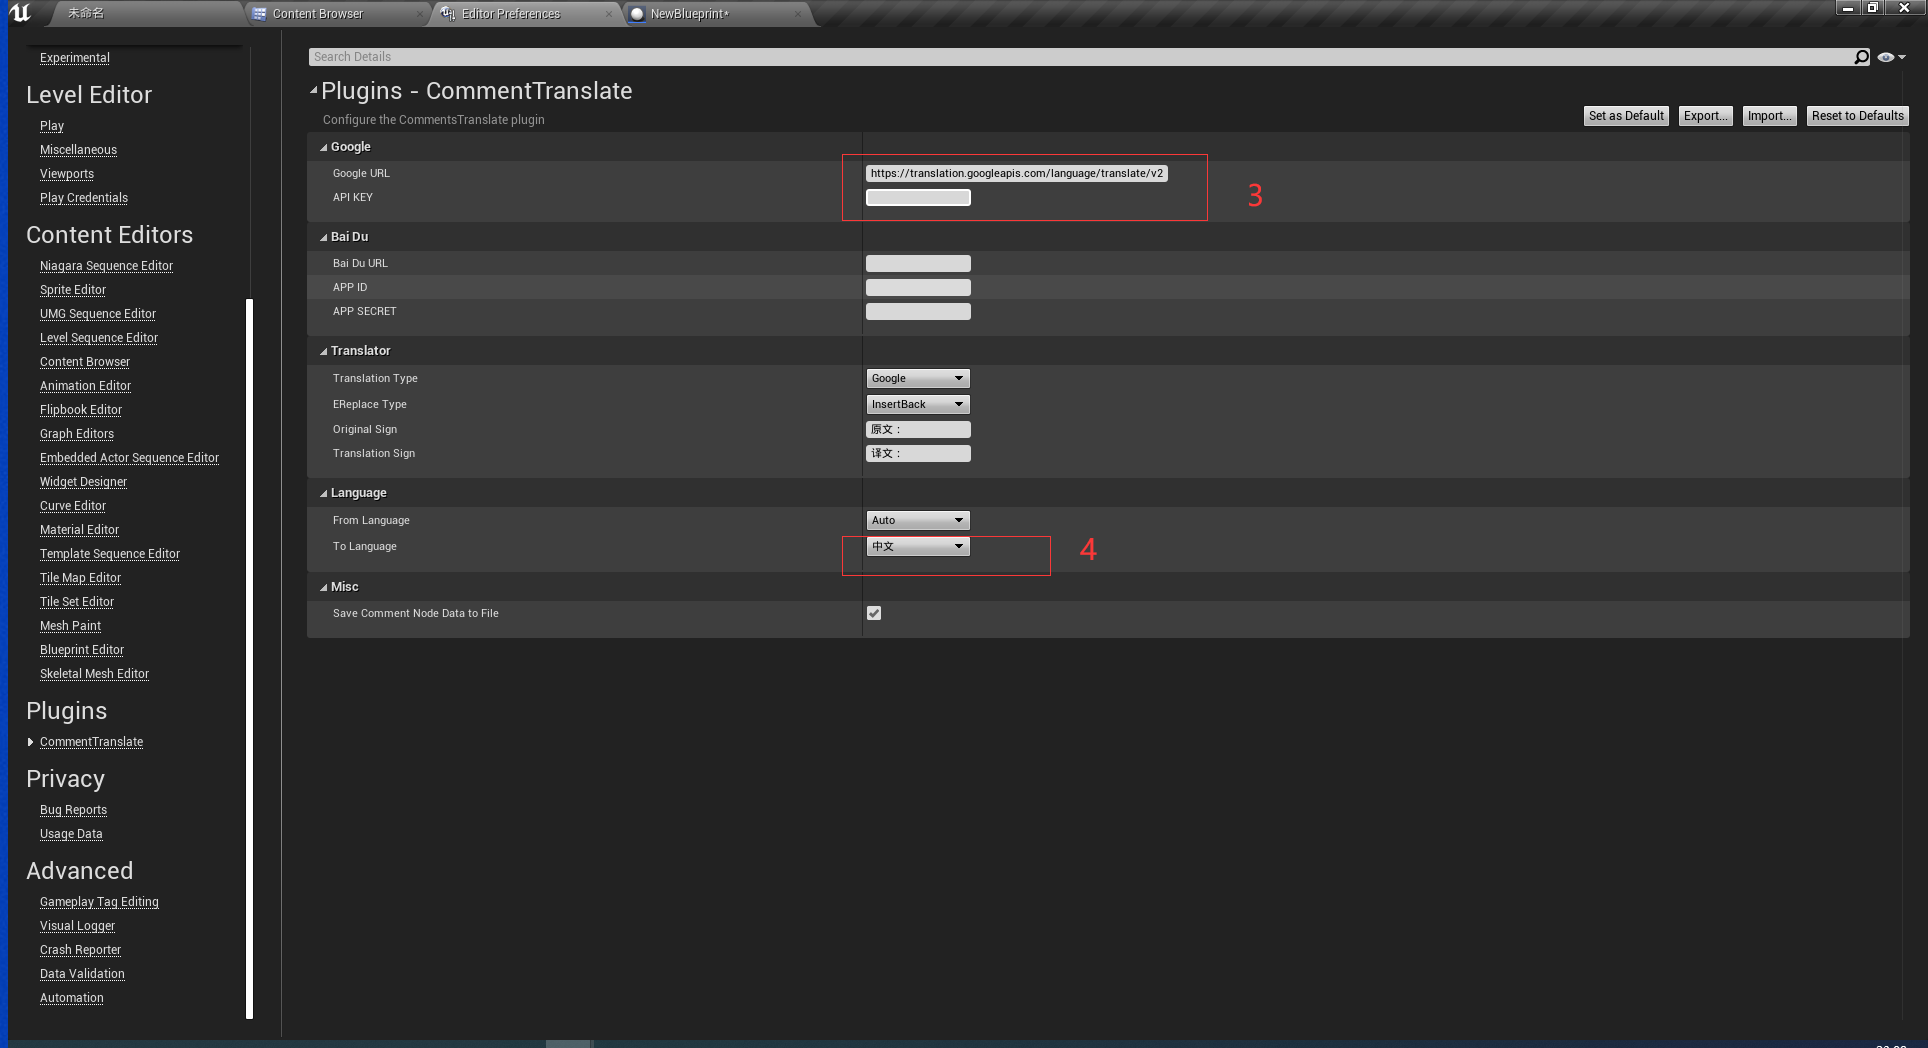 未命名
Content Browser
Editor Preferences
NewBlueprint*
Experimental
Level Editor
Play
Miscellaneous
Viewports
Play Credentials
Content Editors
Niagara Sequence Editor
Sprite Editor
UMG Sequence Editor
Level Sequence Editor
Content Browser
Animation Editor
Flipbook Editor
Graph Editors
Embedded Actor Sequence Editor
Widget Designer
Curve Editor
Material Editor
Template Sequence Editor
Tile Map Editor
Tile Set Editor
Mesh Paint
Blueprint Editor
Skeletal Mesh Editor
Plugins
CommentTranslate
Privacy
Bug Reports
Usage Data
Advanced
Gameplay Tag Editing
Visual Logger
Crash Reporter
Data Validation
Automation
Search Details
Plugins - CommentTranslate
Configure the CommentsTranslate plugin
Set as Default
Export...
Import...
Reset to Defaults
Google
Google URL
https://translation.googleapis.com/language/translate/v2
API KEY
3
Bai Du
Bai Du URL
APP ID
APP SECRET
Translator
Translation Type
Google
EReplace Type
InsertBack
Original Sign
原文：
Translation Sign
译文：
Language
From Language
Auto
To Language
中文
4
Misc
Save Comment Node Data to File